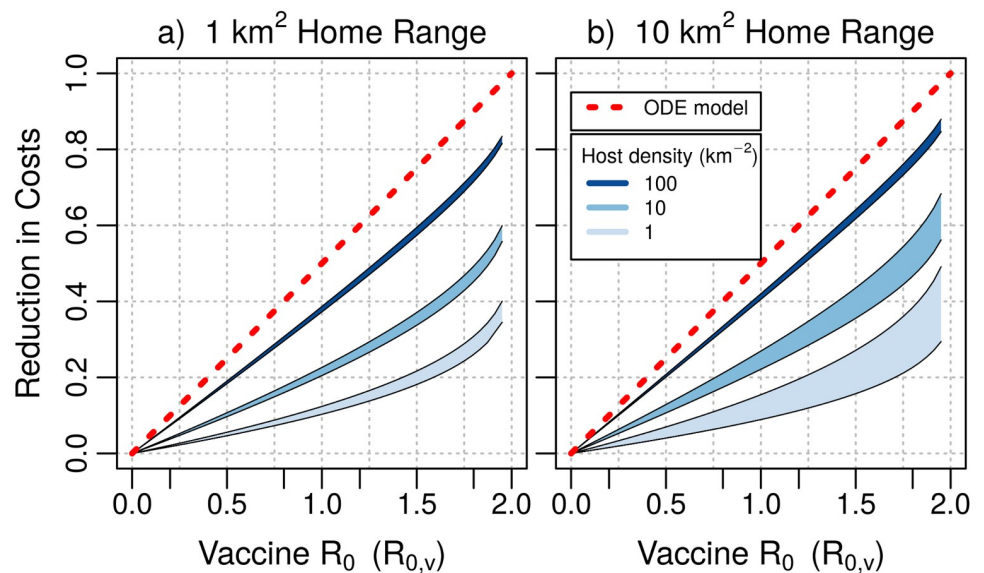 a) 1 km² Home Range
b) 10 km² Home Range
Reduction in Costs
1.0
0.8
0.6
0.4
0.2
0.0
ODE model
Host density (km⁻²)
100
10
1
0.0 0.5 1.0 1.5 2.0
0.0 0.5 1.0 1.5 2.0
Vaccine R₀ (R₀,ᵥ)
Vaccine R₀ (R₀,ᵥ)